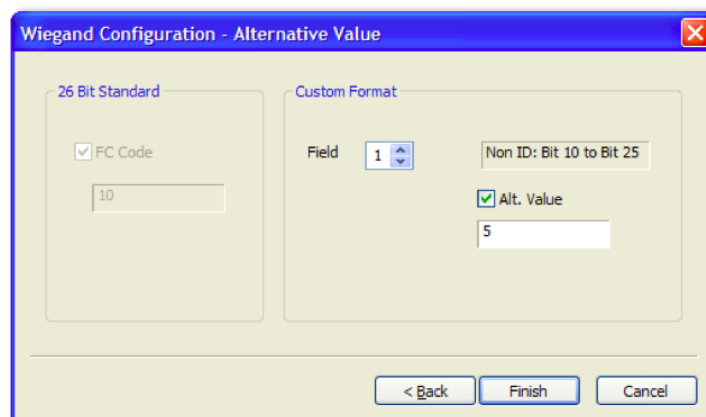 Wiegand Configuration - Alternative Value
26 Bit Standard
FC Code
10
Custom Format
Field 1 Non ID: Bit 10 to Bit 25
Alt. Value
5
< Back Finish Cancel